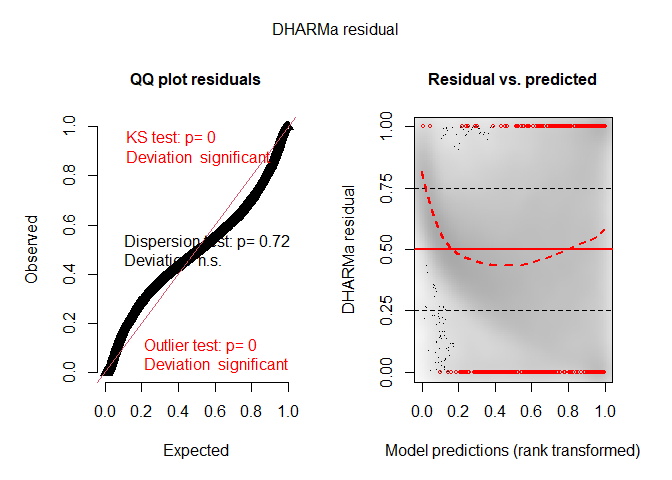 DHARMa residual
QQ plot residuals
KS test: p= 0
Deviation significant
Dispersion test: p= 0.72
Deviation n.s.
Outlier test: p= 0
Deviation significant
Observed
0.0 0.2 0.4 0.6 0.8 1.0
0.0 0.2 0.4 0.6 0.8 1.0
Expected
Residual vs. predicted
DHARMa residual
0.00 0.25 0.50 0.75 1.00
0.0 0.2 0.4 0.6 0.8 1.0
Model predictions (rank transformed)